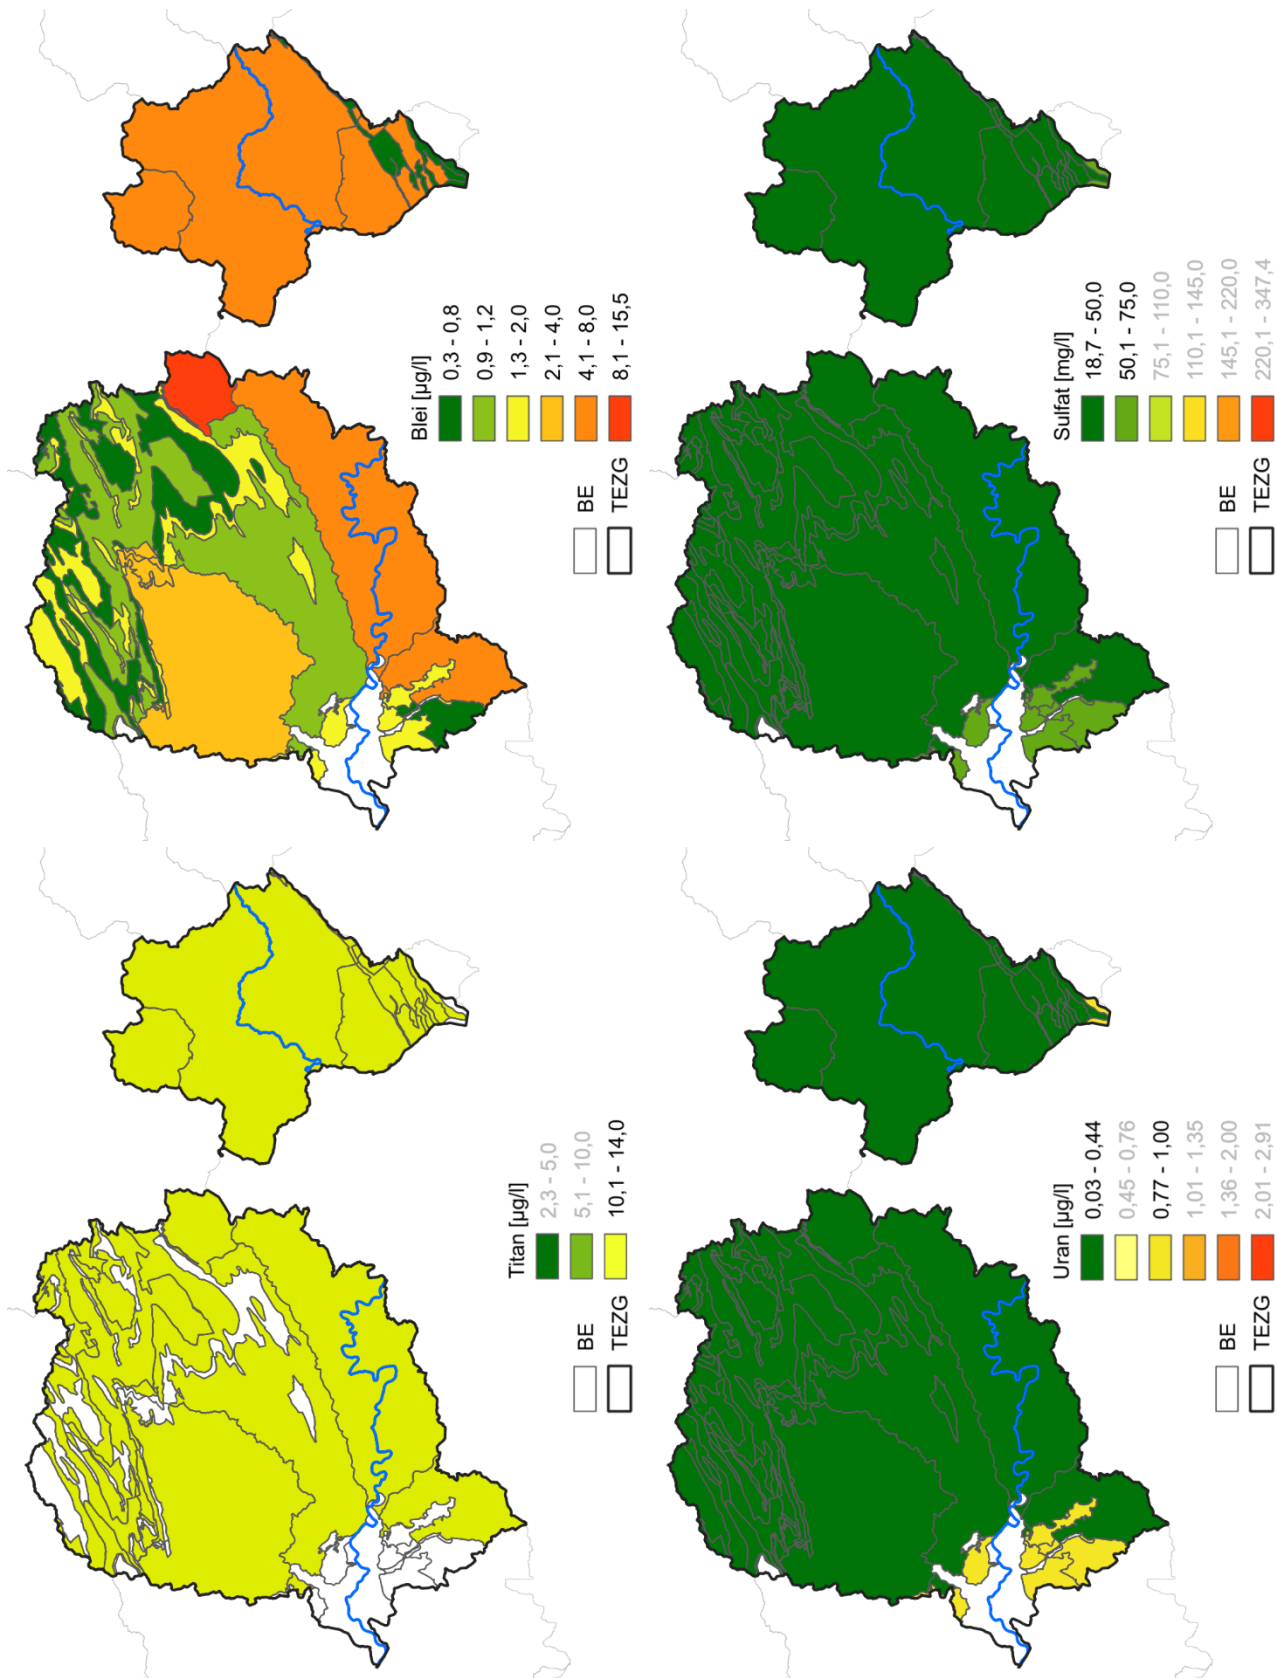 Titan [µg/l]
2,3 - 5,0
BE 5,1 - 10,0
TEZG 10,1 - 14,0
Blei [µg/l]
0,3 - 0,8
0,9 - 1,2
1,3 - 2,0
2,1 - 4,0
BE 4,1 - 8,0
TEZG 8,1 - 15,5
Uran [µg/l]
0,03 - 0,44
0,45 - 0,76
0,77 - 1,00
1,01 - 1,35
BE 1,36 - 2,00
TEZG 2,01 - 2,91
Sulfat [mg/l]
18,7 - 50,0
50,1 - 75,0
75,1 - 110,0
110,1 - 145,0
BE 145,1 - 220,0
TEZG 220,1 - 347,4